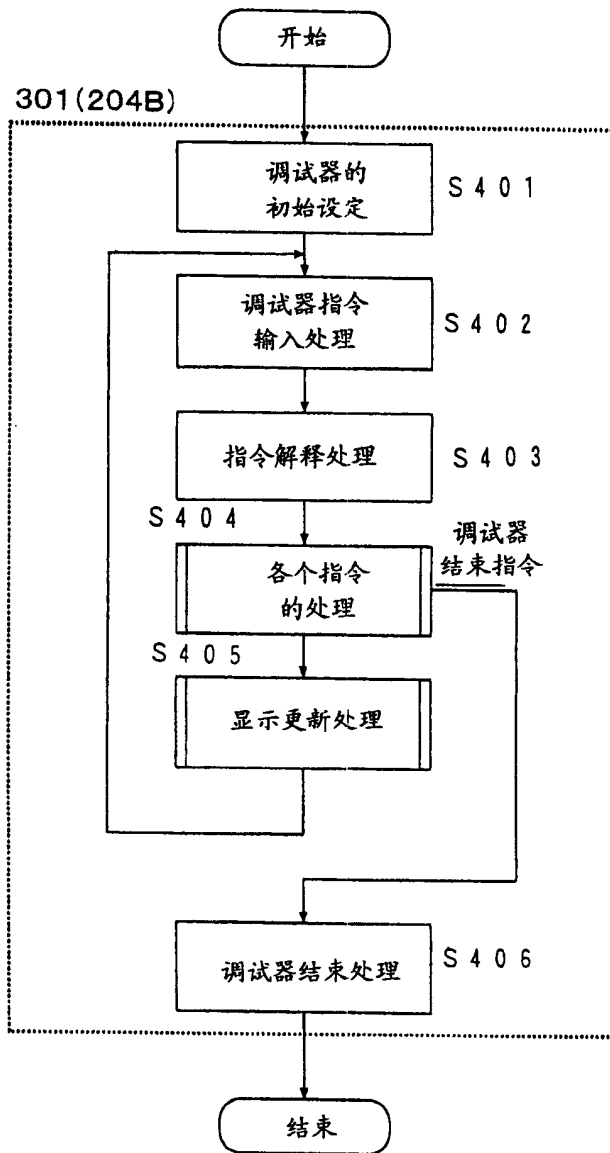 开始
301(204B)
调试器的
初始设定
S401
调试器指令
输入处理
S402
指令解释处理
S403
S404
各个指令
的处理
调试器
结束指令
S405
显示更新处理
调试器结束处理
S406
结束